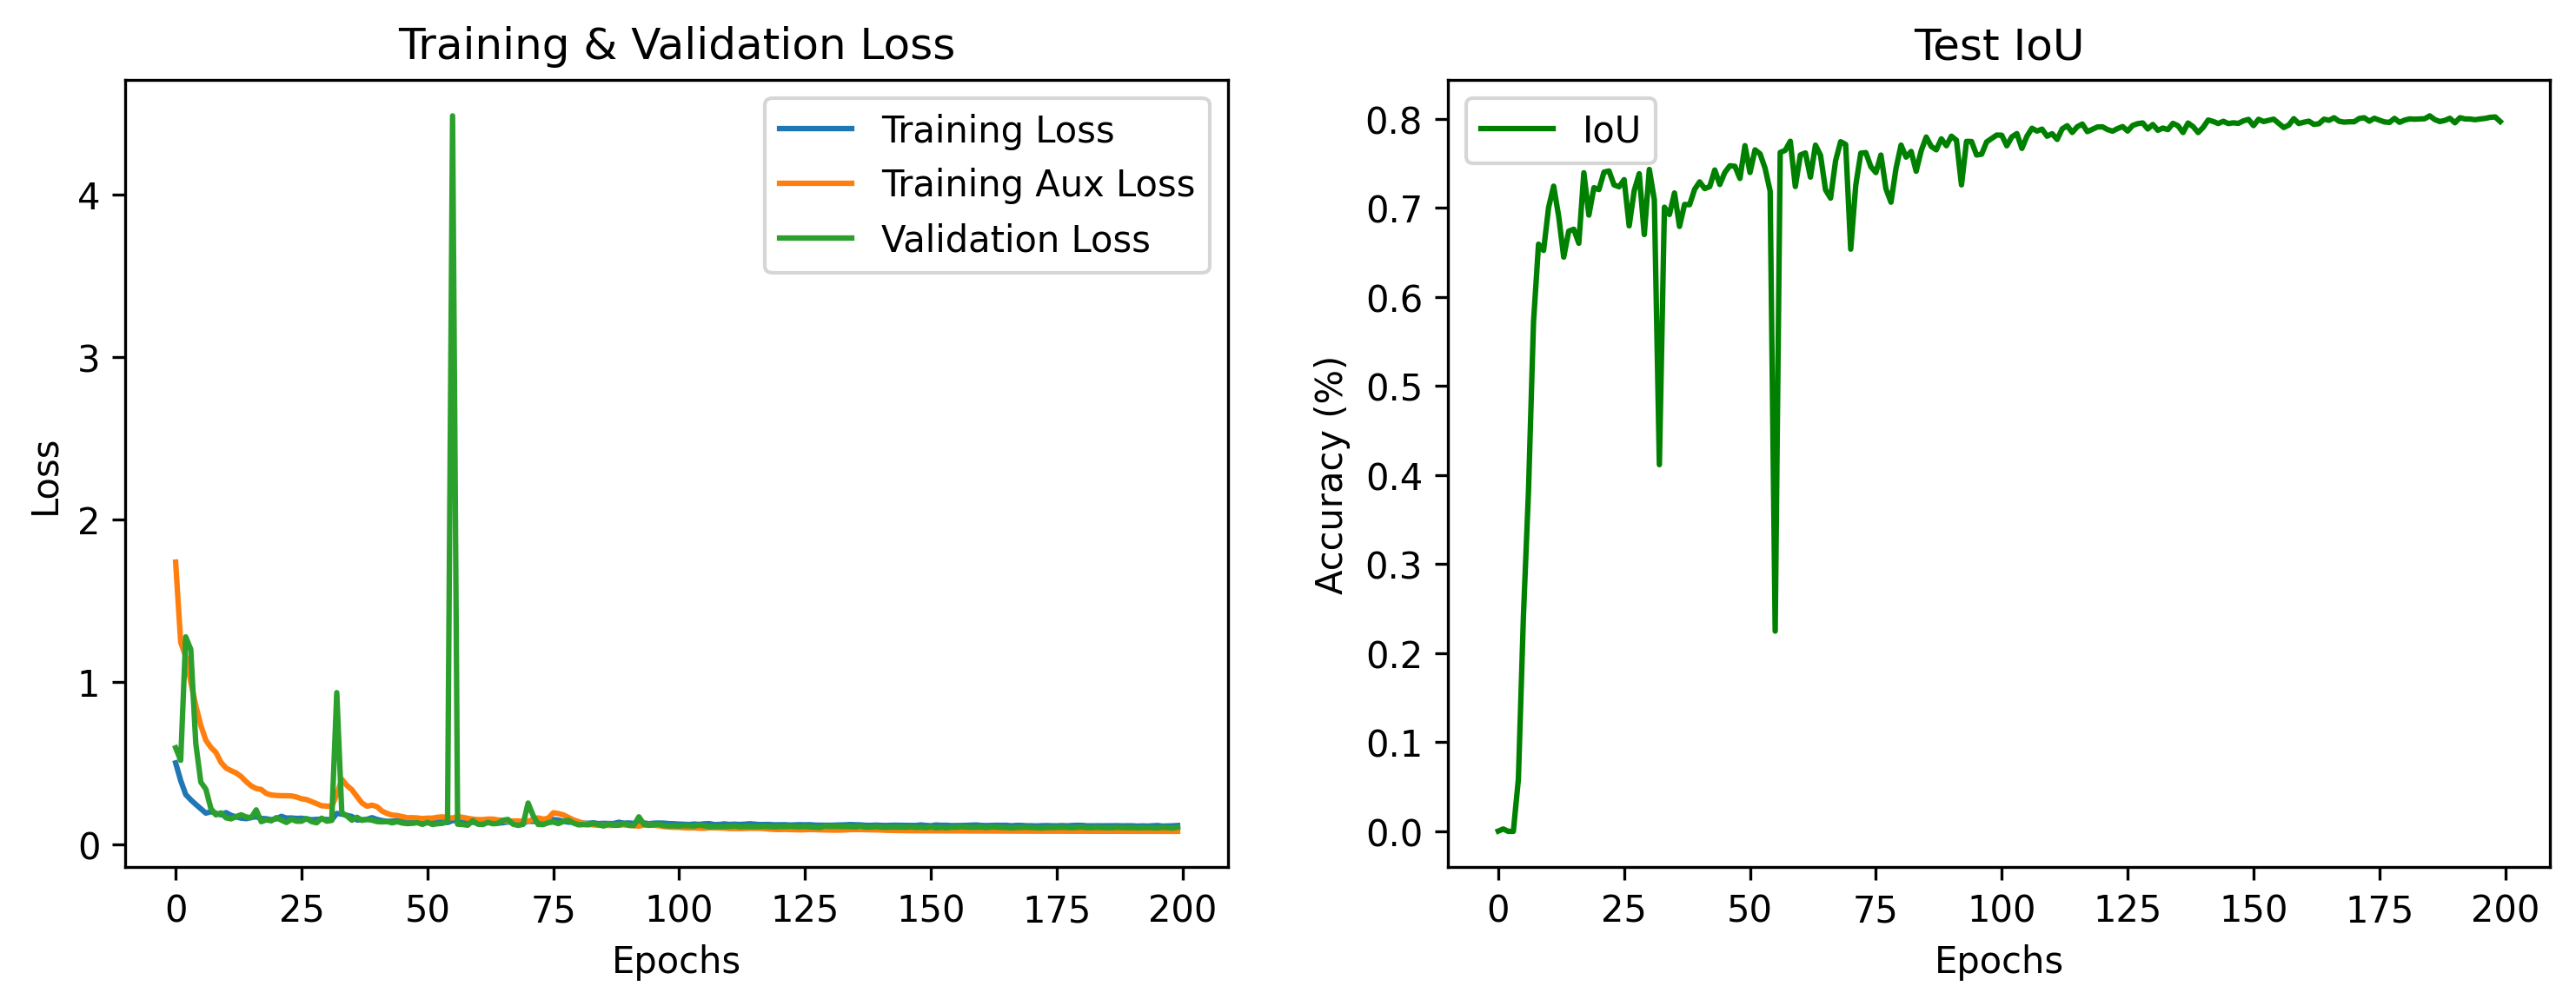 Training & Validation Loss
Training Loss
Training Aux Loss
Validation Loss
4
3
2
1
0
Loss
0 25 50 75 100 125 150 175 200
Epochs
Test IoU
IoU
0.8
0.7
0.6
0.5
0.4
0.3
0.2
0.1
0.0
Accuracy (%)
0 25 50 75 100 125 150 175 200
Epochs